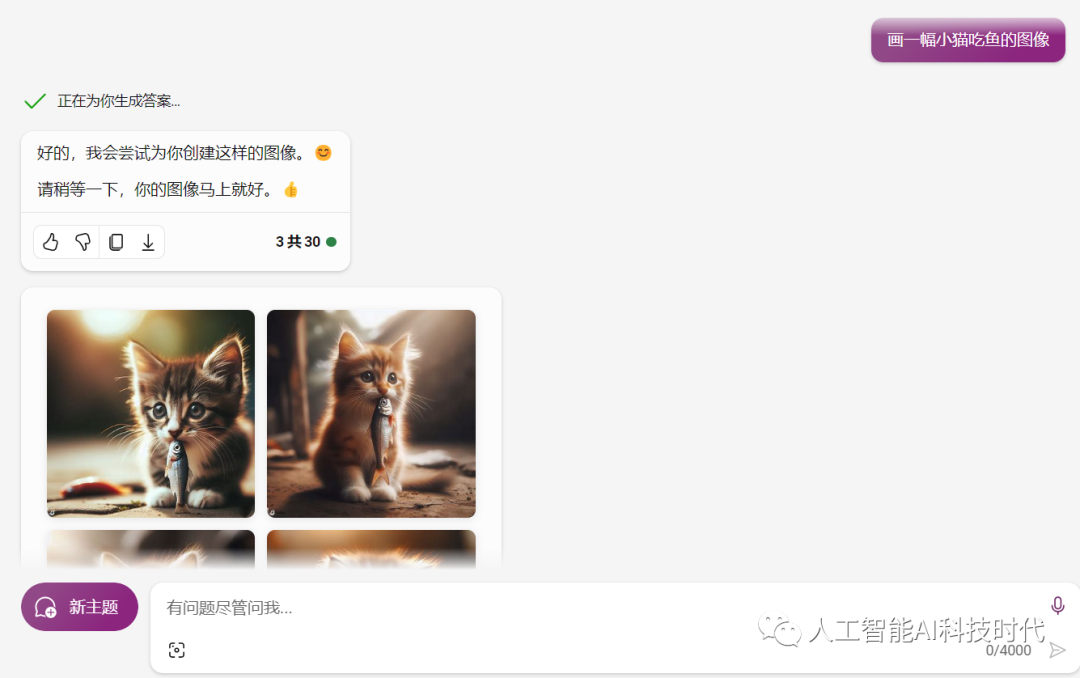 画一幅小猫吃鱼的图像
正在为你生成答案...
好的，我会尝试为你创建这样的图像。😊
请稍等一下，你的图像马上就好。👍
3 共 30
新主题
有问题尽管问我...
人工智能AI科技时代
0/4000